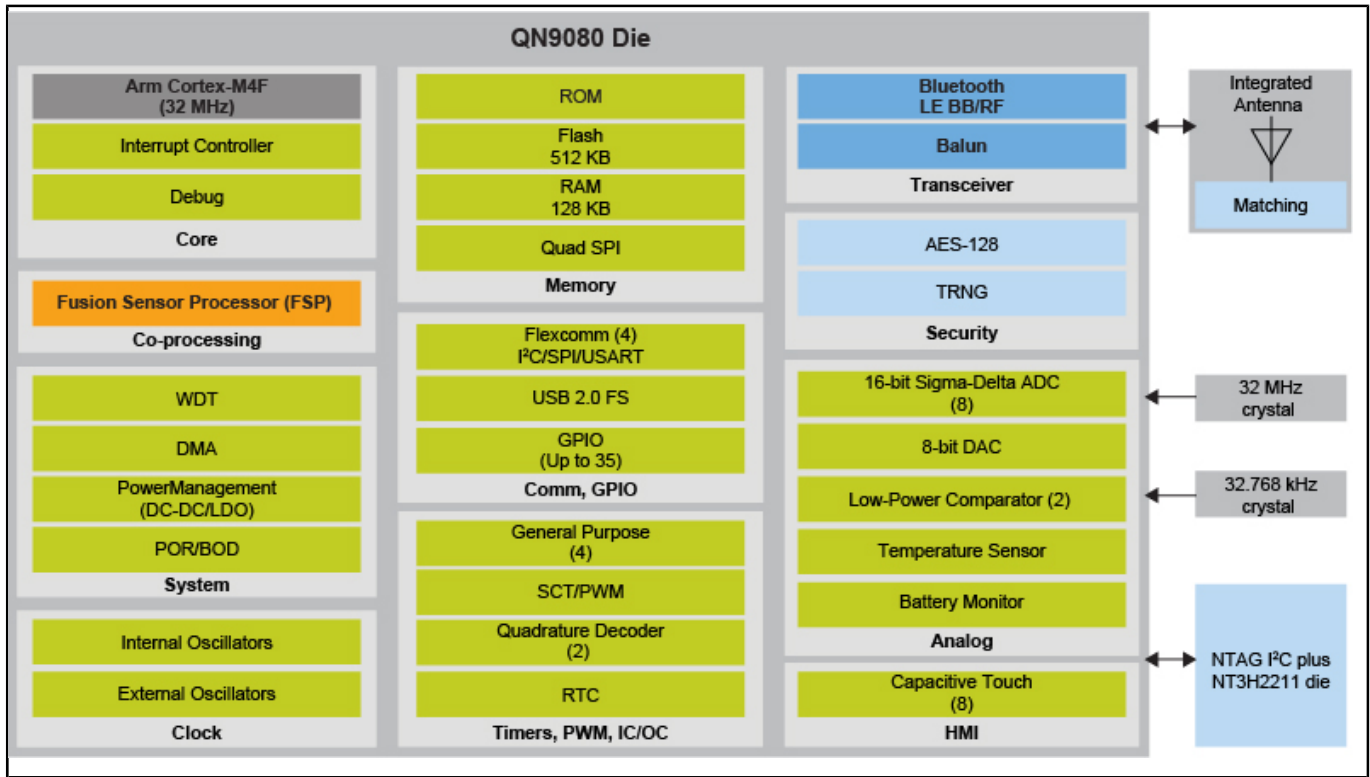 QN9080 Die
Arm Cortex-M4F
(32 MHz)
Interrupt Controller
Debug
Core
Fusion Sensor Processor (FSP)
Co-processing
WDT
DMA
PowerManagement
(DC-DC/LDO)
POR/BOD
System
Internal Oscillators
External Oscillators
Clock
ROM
Flash
512 KB
RAM
128 KB
Quad SPI
Memory
Flexcomm (4)
I²C/SPI/USART
USB 2.0 FS
GPIO
(Up to 35)
Comm, GPIO
General Purpose
(4)
SCT/PWM
Quadrature Decoder
(2)
RTC
Timers, PWM, IC/OC
Bluetooth
LE BB/RF
Balun
Transceiver
AES-128
TRNG
Security
16-bit Sigma-Delta ADC
(8)
8-bit DAC
Low-Power Comparator (2)
Temperature Sensor
Battery Monitor
Analog
Capacitive Touch
(8)
HMI
Integrated
Antenna
Matching
32 MHz
crystal
32.768 kHz
crystal
NTAG I²C plus
NT3H2211 die